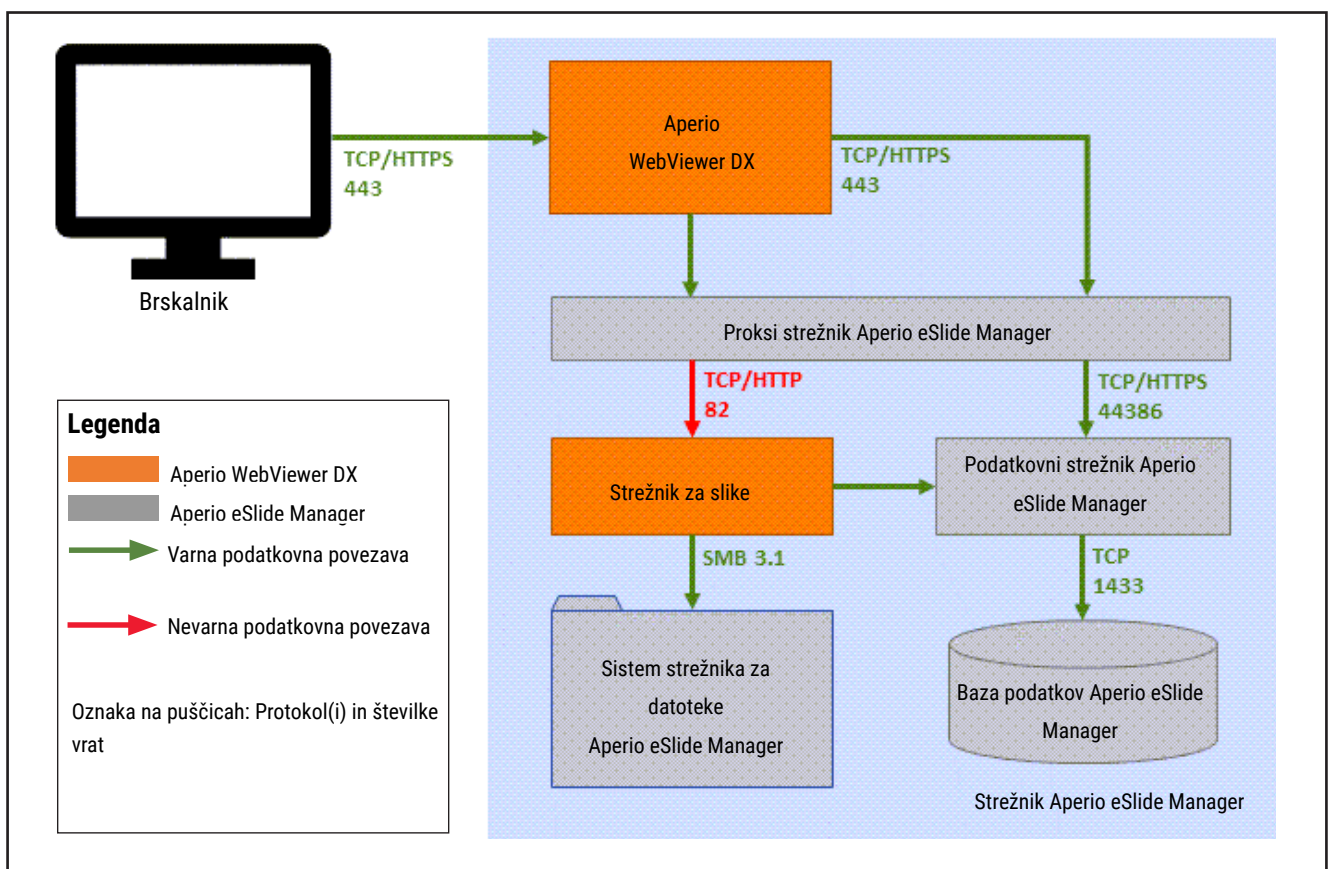 Aperio
WebViewer DX
TCP/HTTPS
443
TCP/HTTPS
443
Brskalnik
Proksi strežnik Aperio eSlide Manager
TCP/HTTP
82
TCP/HTTPS
44386
Legenda
Aperio WebViewer DX
Aperio eSlide Manager
Varna podatkovna povezava
Nevarna podatkovna povezava
Oznaka na puščicah: Protokol(i) in številke
vrat
Strežnik za slike
Podatkovni strežnik Aperio
eSlide Manager
SMB 3.1
TCP
1433
Sistem strežnika za
datoteke
Aperio eSlide Manager
Baza podatkov Aperio eSlide
Manager
Strežnik Aperio eSlide Manager